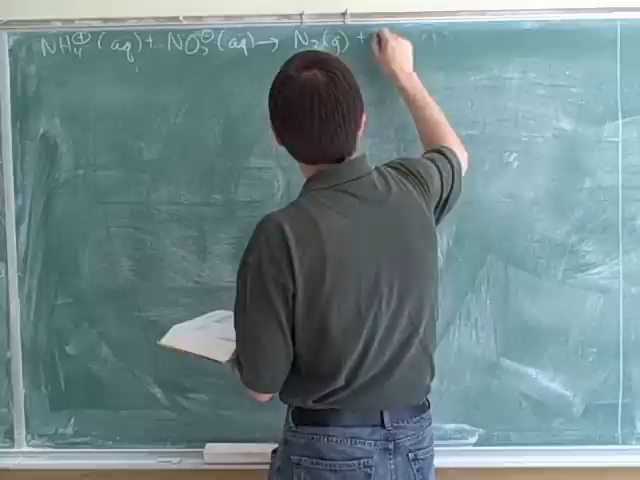 NH₄⊕ (aq) + NO₃⊖ (aq) → N₂(g) +